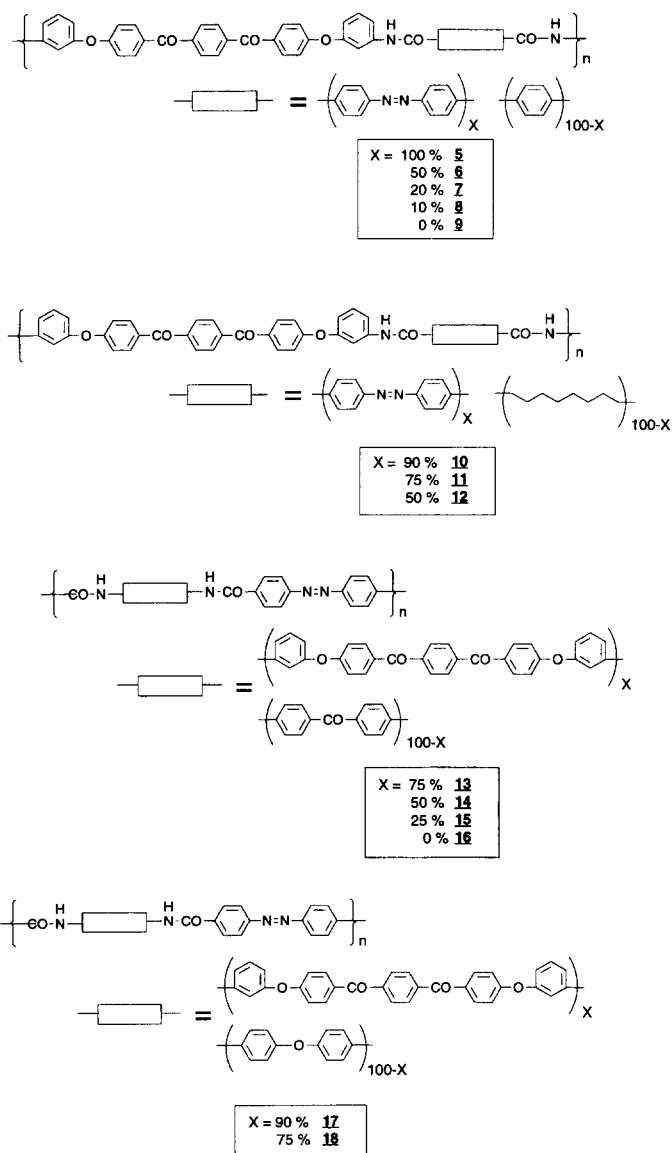 O CO CO O N H CO CO N H n
= N=N X 100-X
X = 100 % 5
50 % 6
20 % 7
10 % 8
0 % 9
O CO CO O N H CO CO N H n
= N=N X 100-X
X = 90 % 10
75 % 11
50 % 12
CO N H N H CO N=N n
= O CO CO O X
CO 100-X
X = 75 % 13
50 % 14
25 % 15
0 % 16
CO N H N H CO N=N n
= O CO CO O X
O 100-X
X = 90 % 17
75 % 18